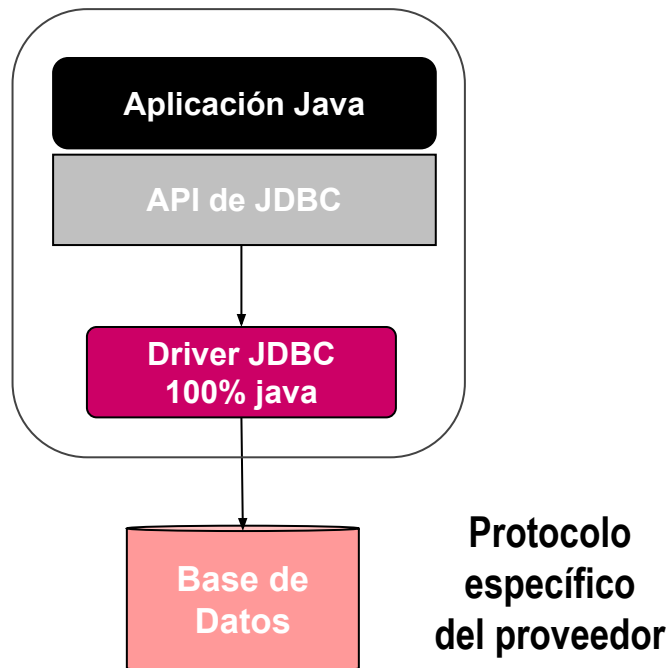 Aplicación Java
API de JDBC
Driver JDBC
100% java
Base de
Datos
Protocolo
específico
del proveedor